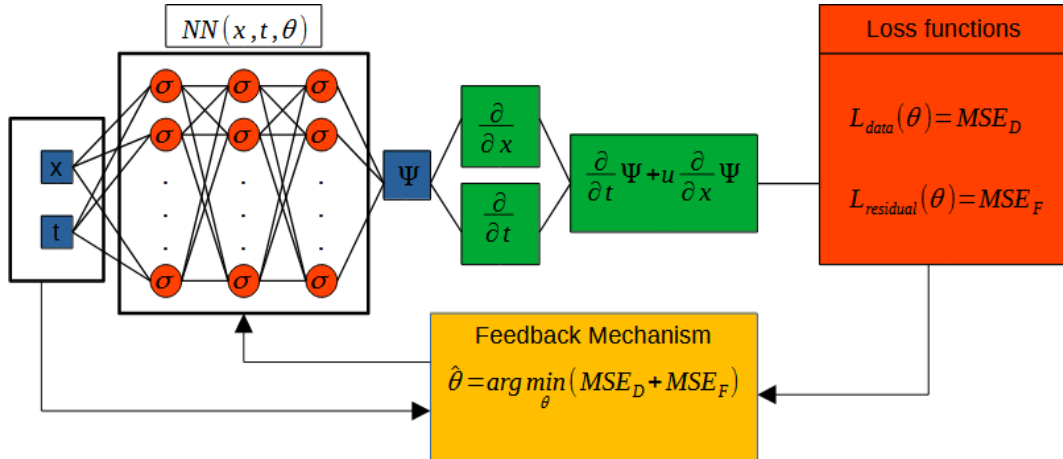 NN(x,t,θ)
x
t
σ σ σ
σ σ σ
. . .
. . .
. . .
σ σ σ
Ψ
∂/∂x
∂/∂t
∂/∂t Ψ+u ∂/∂x Ψ
Loss functions
L_data(θ)=MSE_D
L_residual(θ)=MSE_F
Feedback Mechanism
θ̂=arg min_θ(MSE_D+MSE_F)